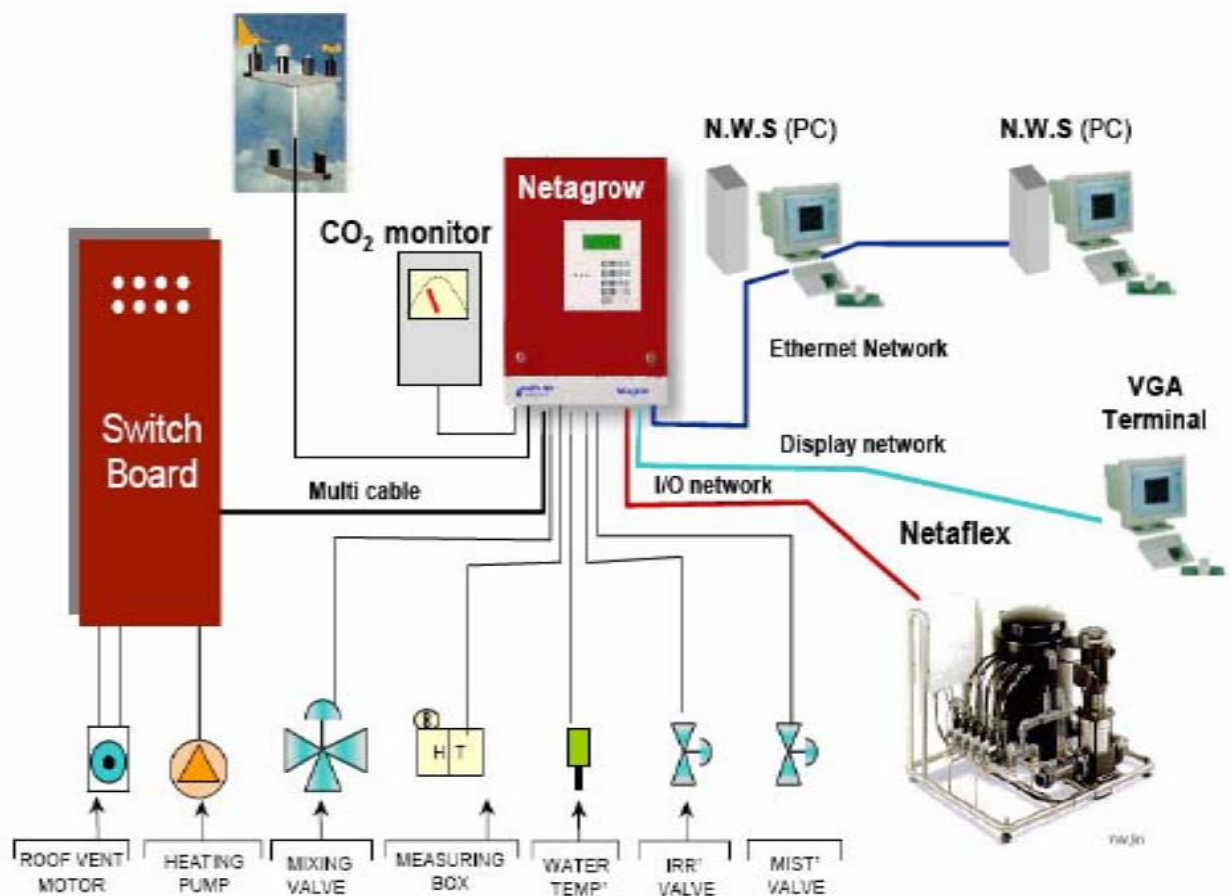 N.W.S (PC)
N.W.S (PC)
Netagrow
CO₂ monitor
Ethernet Network
VGA
Terminal
Switch
Board
Display network
Multi cable
I/O network
Netaflex
H T
ROOF VENT
MOTOR
HEATING
PUMP
MIXING
VALVE
MEASURING
BOX
WATER
TEMP'
IRR'
VALVE
MIST'
VALVE